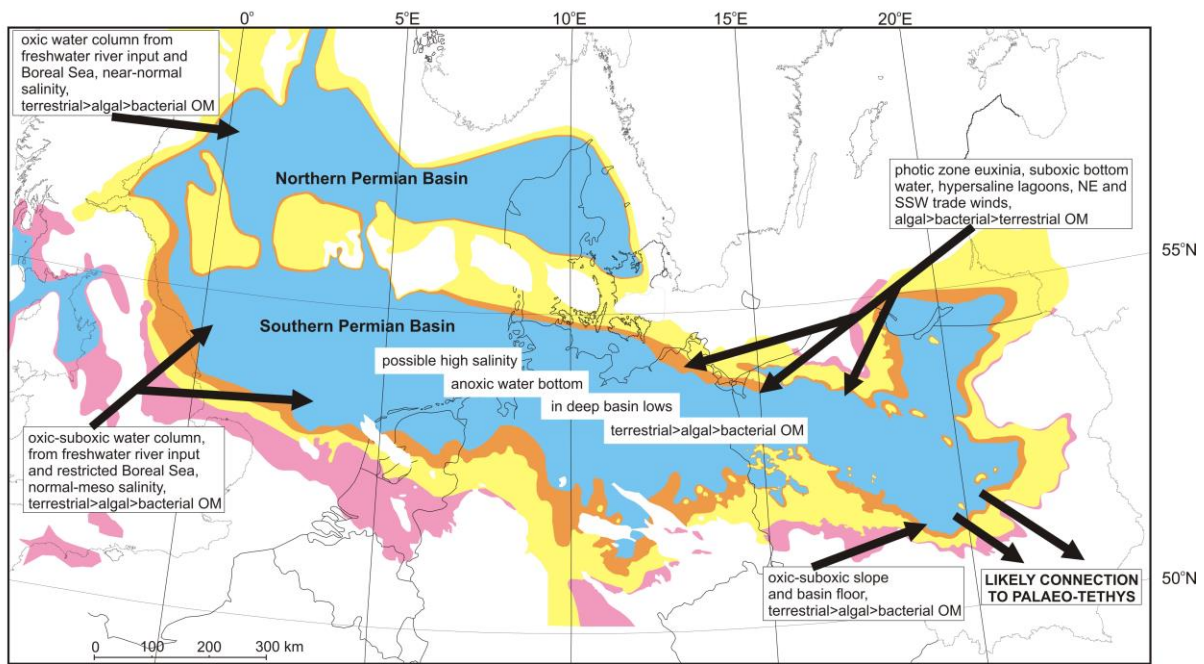 0°
5°E
10°E
15°E
20°E
oxic water column from
freshwater river input and
Boreal Sea, near-normal
salinity,
terrestrial>algal>bacterial OM
Northern Permian Basin
photic zone euxinia, suboxic bottom
water, hypersaline lagoons, NE and
SSW trade winds,
algal>bacterial>terrestrial OM
55°N
Southern Permian Basin
possible high salinity
anoxic water bottom
in deep basin lows
terrestrial>algal>bacterial OM
oxic-suboxic water column,
from freshwater river input
and restricted Boreal Sea,
normal-meso salinity,
terrestrial>algal>bacterial OM
oxic-suboxic slope
and basin floor,
terrestrial>algal>bacterial OM
LIKELY CONNECTION
TO PALAEO-TETHYS
50°N
0 100 200 300 km